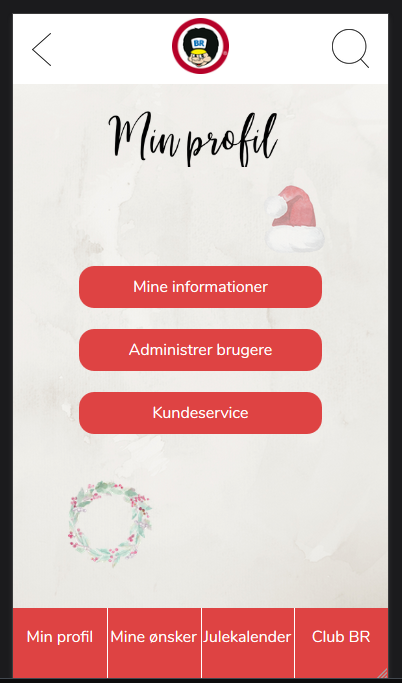 BR
Min profil
Mine informationer
Administrer brugere
Kundeservice
Min profil
Mine ønsker
Julekalender
Club BR